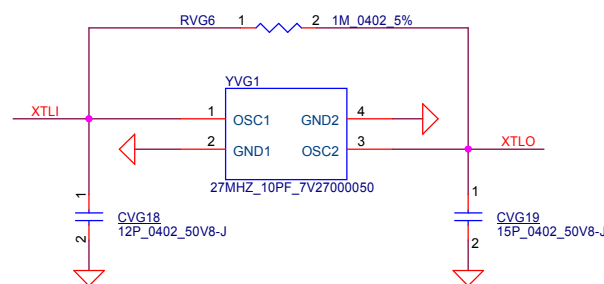 RVG6 1 2 1M_0402_5%
YVG1
XTLI 1 OSC1 GND2 4
2 GND1 OSC2 3 XTLO
27MHZ_10PF_7V27000050
1 1
CVG18 CVG19
12P_0402_50V8-J 15P_0402_50V8-J
2 2